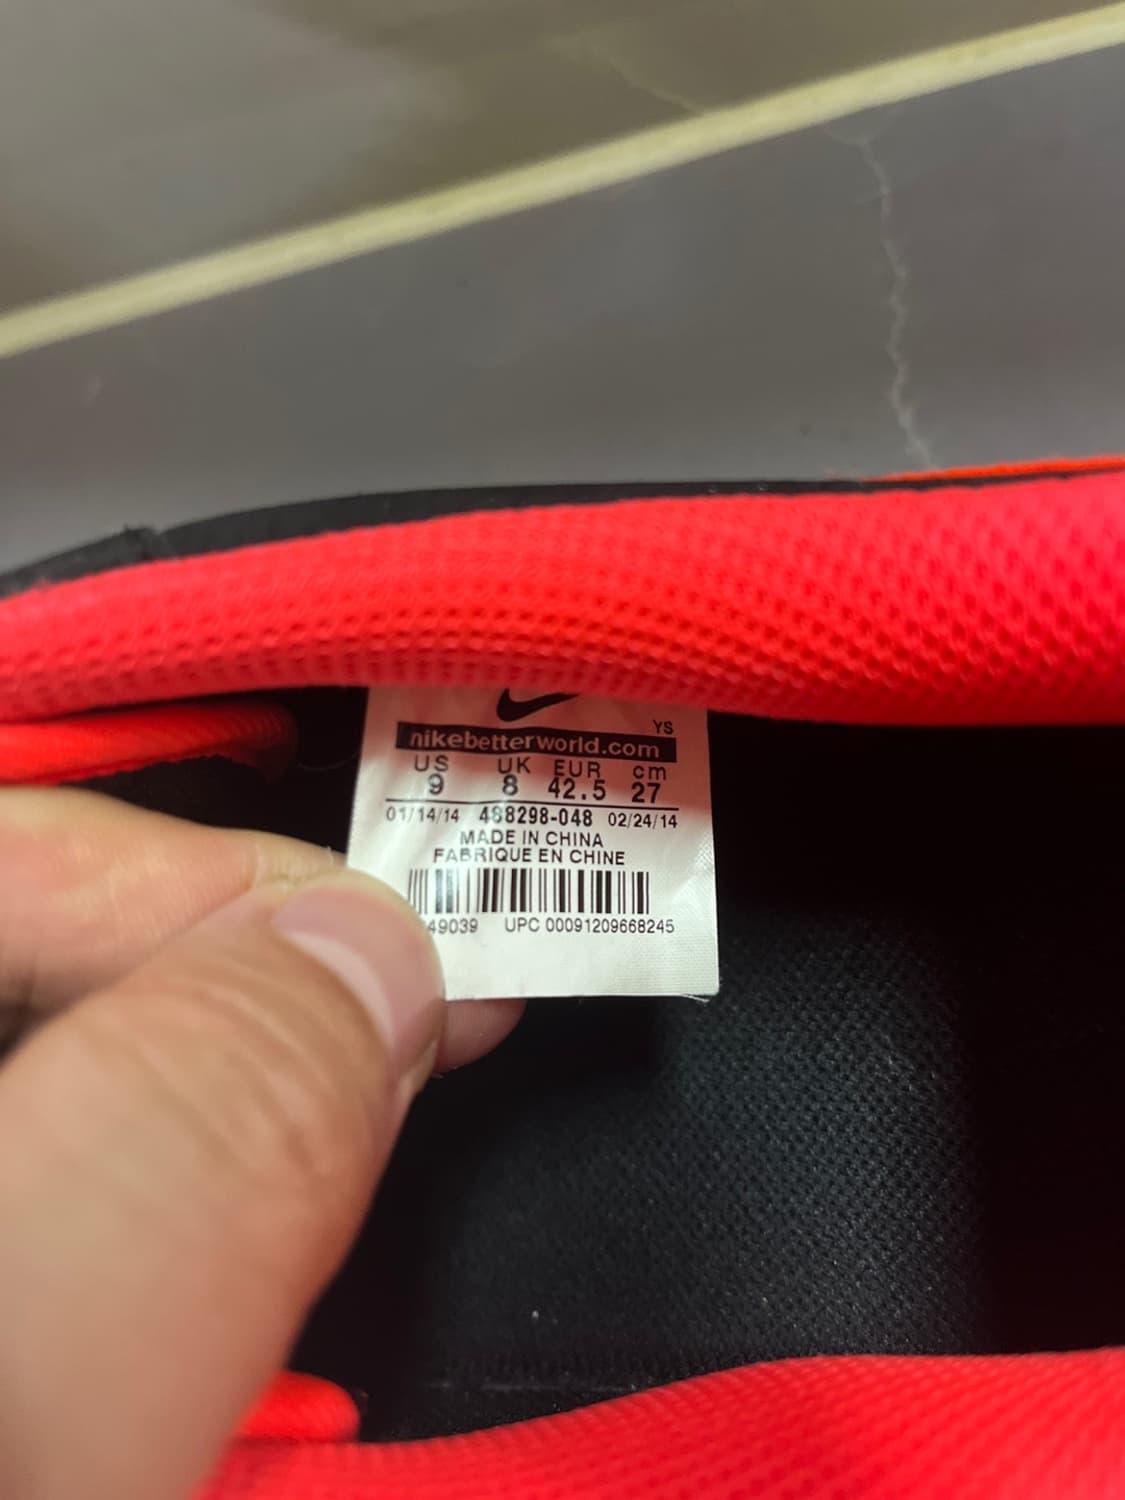 YS
nikebetterworld.com
US UK EUR cm
9 8 42.5 27
01/14/14 488298-048 02/24/14
MADE IN CHINA
FABRIQUE EN CHINE
49039 UPC 00091209668245